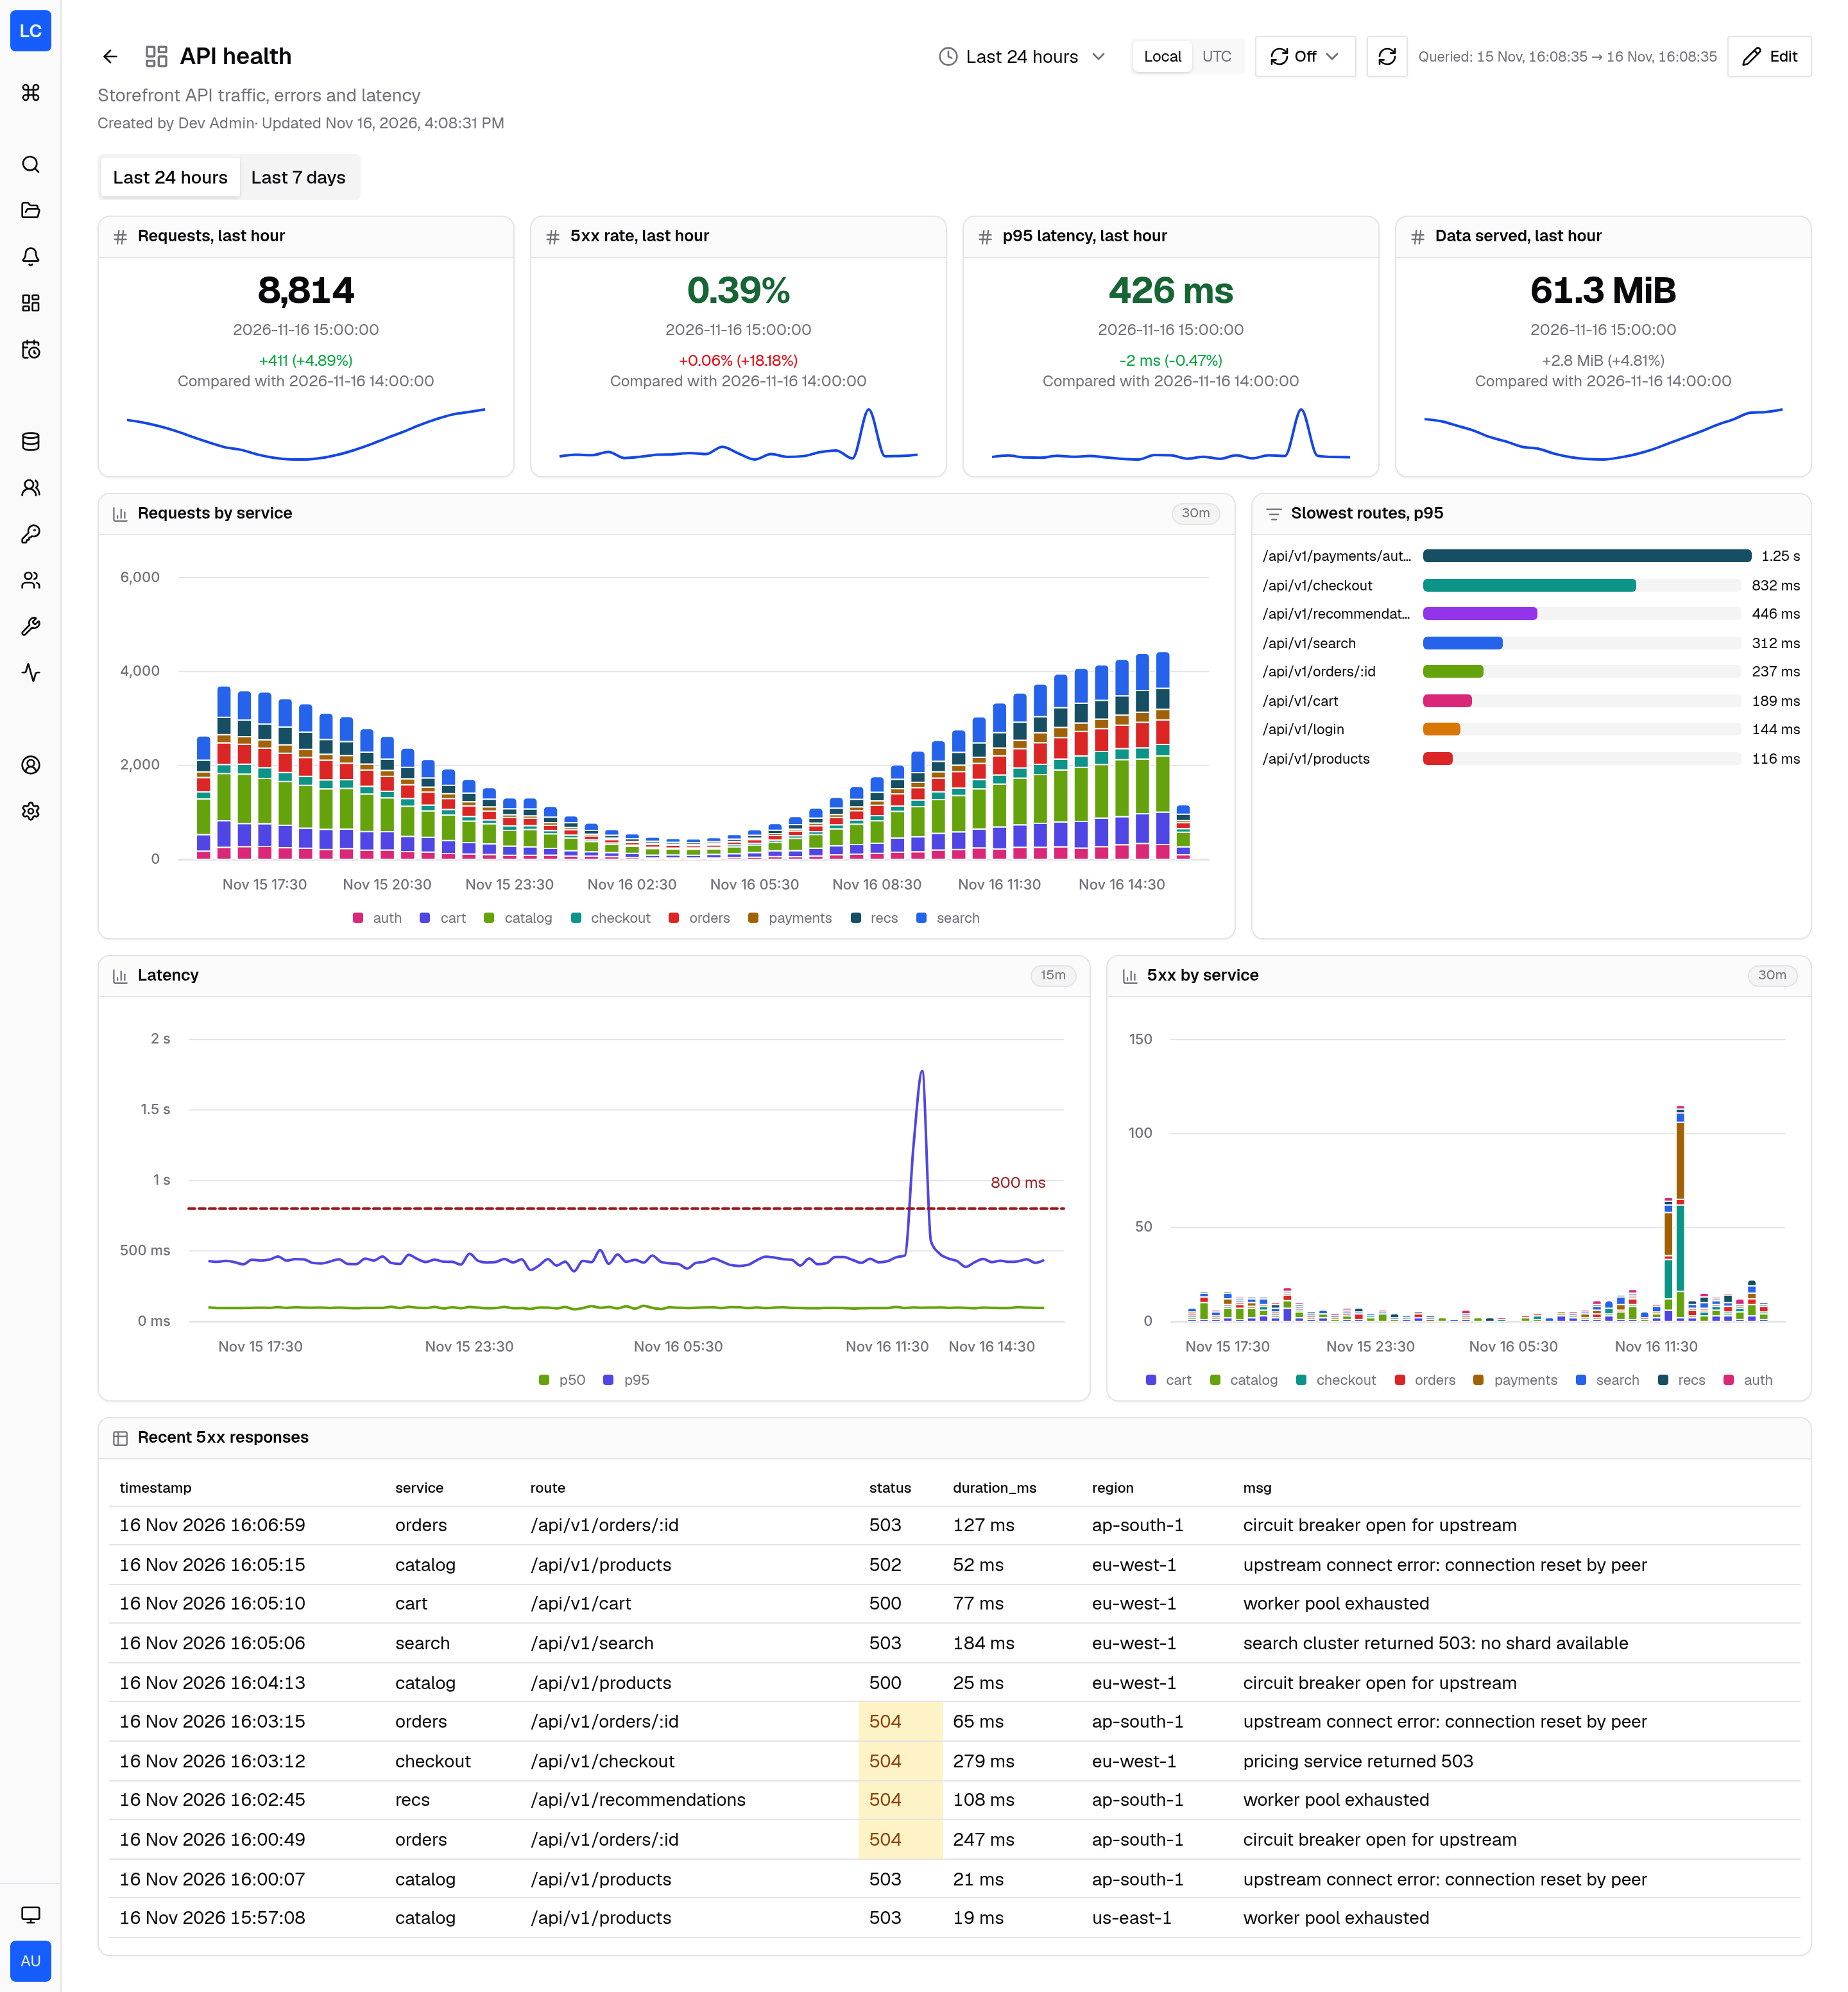 LC
API health
Last 24 hours
Local
UTC
Off
Queried: 15 Nov, 16:08:35 → 16 Nov, 16:08:35
Edit
Storefront API traffic, errors and latency
Created by Dev Admin· Updated Nov 16, 2026, 4:08:31 PM
Last 24 hours
Last 7 days
Requests, last hour
8,814
2026-11-16 15:00:00
+411 (+4.89%)
Compared with 2026-11-16 14:00:00
5xx rate, last hour
0.39%
2026-11-16 15:00:00
+0.06% (+18.18%)
Compared with 2026-11-16 14:00:00
p95 latency, last hour
426 ms
2026-11-16 15:00:00
-2 ms (-0.47%)
Compared with 2026-11-16 14:00:00
Data served, last hour
61.3 MiB
2026-11-16 15:00:00
+2.8 MiB (+4.81%)
Compared with 2026-11-16 14:00:00
Requests by service
30m
6,000
4,000
2,000
0
Nov 15 17:30 Nov 15 20:30 Nov 15 23:30 Nov 16 02:30 Nov 16 05:30 Nov 16 08:30 Nov 16 11:30 Nov 16 14:30
auth cart catalog checkout orders payments recs search
Slowest routes, p95
/api/v1/payments/aut... 1.25 s
/api/v1/checkout 832 ms
/api/v1/recommendat... 446 ms
/api/v1/search 312 ms
/api/v1/orders/:id 237 ms
/api/v1/cart 189 ms
/api/v1/login 144 ms
/api/v1/products 116 ms
Latency
15m
2 s
1.5 s
1 s
800 ms
500 ms
0 ms
Nov 15 17:30 Nov 15 23:30 Nov 16 05:30 Nov 16 11:30 Nov 16 14:30
p50 p95
5xx by service
30m
150
100
50
0
Nov 15 17:30 Nov 15 23:30 Nov 16 05:30 Nov 16 11:30
cart catalog checkout orders payments search recs auth
Recent 5xx responses
timestamp service route status duration_ms region msg
16 Nov 2026 16:06:59 orders /api/v1/orders/:id 503 127 ms ap-south-1 circuit breaker open for upstream
16 Nov 2026 16:05:15 catalog /api/v1/products 502 52 ms eu-west-1 upstream connect error: connection reset by peer
16 Nov 2026 16:05:10 cart /api/v1/cart 500 77 ms eu-west-1 worker pool exhausted
16 Nov 2026 16:05:06 search /api/v1/search 503 184 ms eu-west-1 search cluster returned 503: no shard available
16 Nov 2026 16:04:13 catalog /api/v1/products 500 25 ms eu-west-1 circuit breaker open for upstream
16 Nov 2026 16:03:15 orders /api/v1/orders/:id 504 65 ms ap-south-1 upstream connect error: connection reset by peer
16 Nov 2026 16:03:12 checkout /api/v1/checkout 504 279 ms eu-west-1 pricing service returned 503
16 Nov 2026 16:02:45 recs /api/v1/recommendations 504 108 ms ap-south-1 worker pool exhausted
16 Nov 2026 16:00:49 orders /api/v1/orders/:id 504 247 ms ap-south-1 circuit breaker open for upstream
16 Nov 2026 16:00:07 catalog /api/v1/products 503 21 ms ap-south-1 upstream connect error: connection reset by peer
16 Nov 2026 15:57:08 catalog /api/v1/products 503 19 ms us-east-1 worker pool exhausted
AU